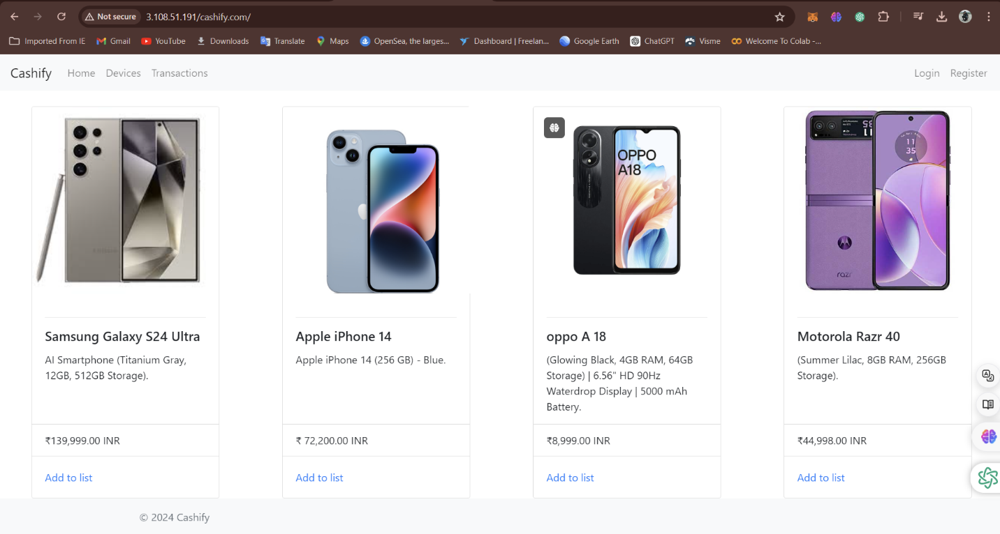 Not secure 3.108.51.191/cashify.com/
Imported From IE Gmail YouTube Downloads Translate Maps OpenSea, the larges... Dashboard | Freelan... Google Earth ChatGPT Visme Welcome To Colab -...
Cashify Home Devices Transactions Login Register
OPPO
A18
11
35
razr
Samsung Galaxy S24 Ultra
AI Smartphone (Titanium Gray,
12GB, 512GB Storage).
₹139,999.00 INR
Add to list
Apple iPhone 14
Apple iPhone 14 (256 GB) - Blue.
₹ 72,200.00 INR
Add to list
oppo A 18
(Glowing Black, 4GB RAM, 64GB
Storage) | 6.56" HD 90Hz
Waterdrop Display | 5000 mAh
Battery.
₹8,999.00 INR
Add to list
Motorola Razr 40
(Summer Lilac, 8GB RAM, 256GB
Storage).
₹44,998.00 INR
Add to list
© 2024 Cashify